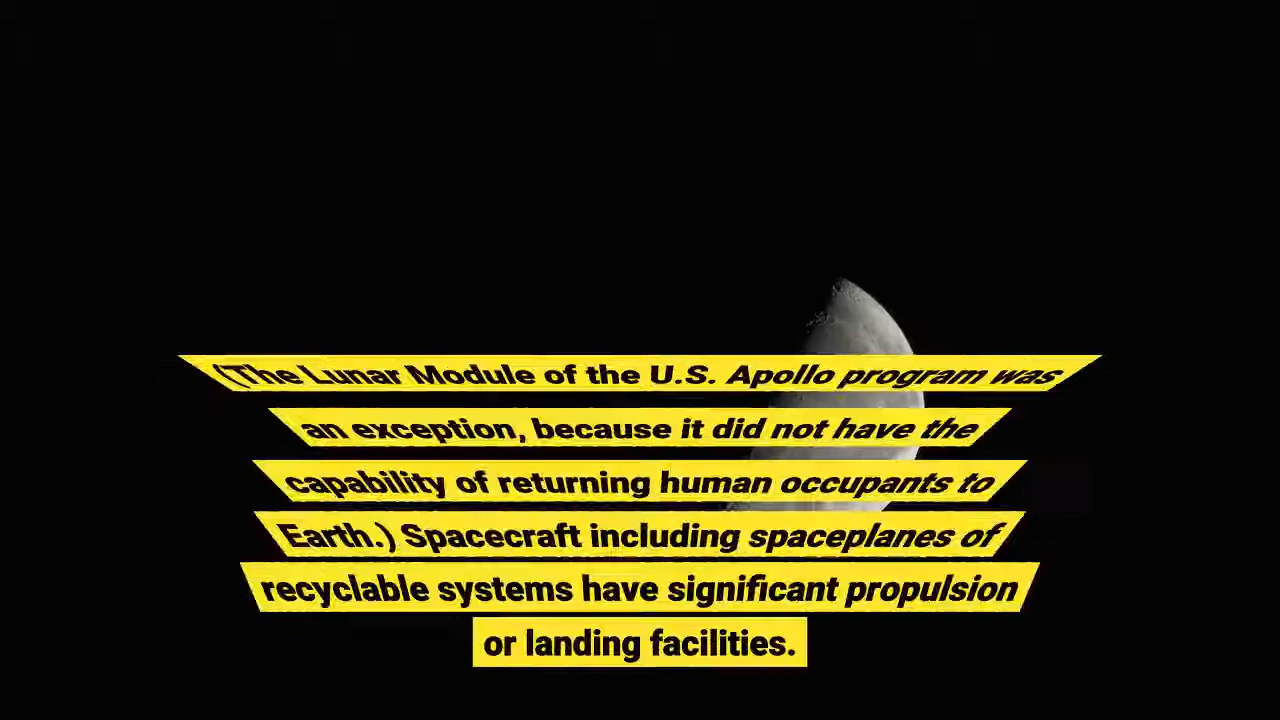 (The Lunar Module of the U.S. Apollo program was
an exception, because it did not have the
capability of returning human occupants to
Earth.) Spacecraft including spaceplanes of
recyclable systems have significant propulsion
or landing facilities.